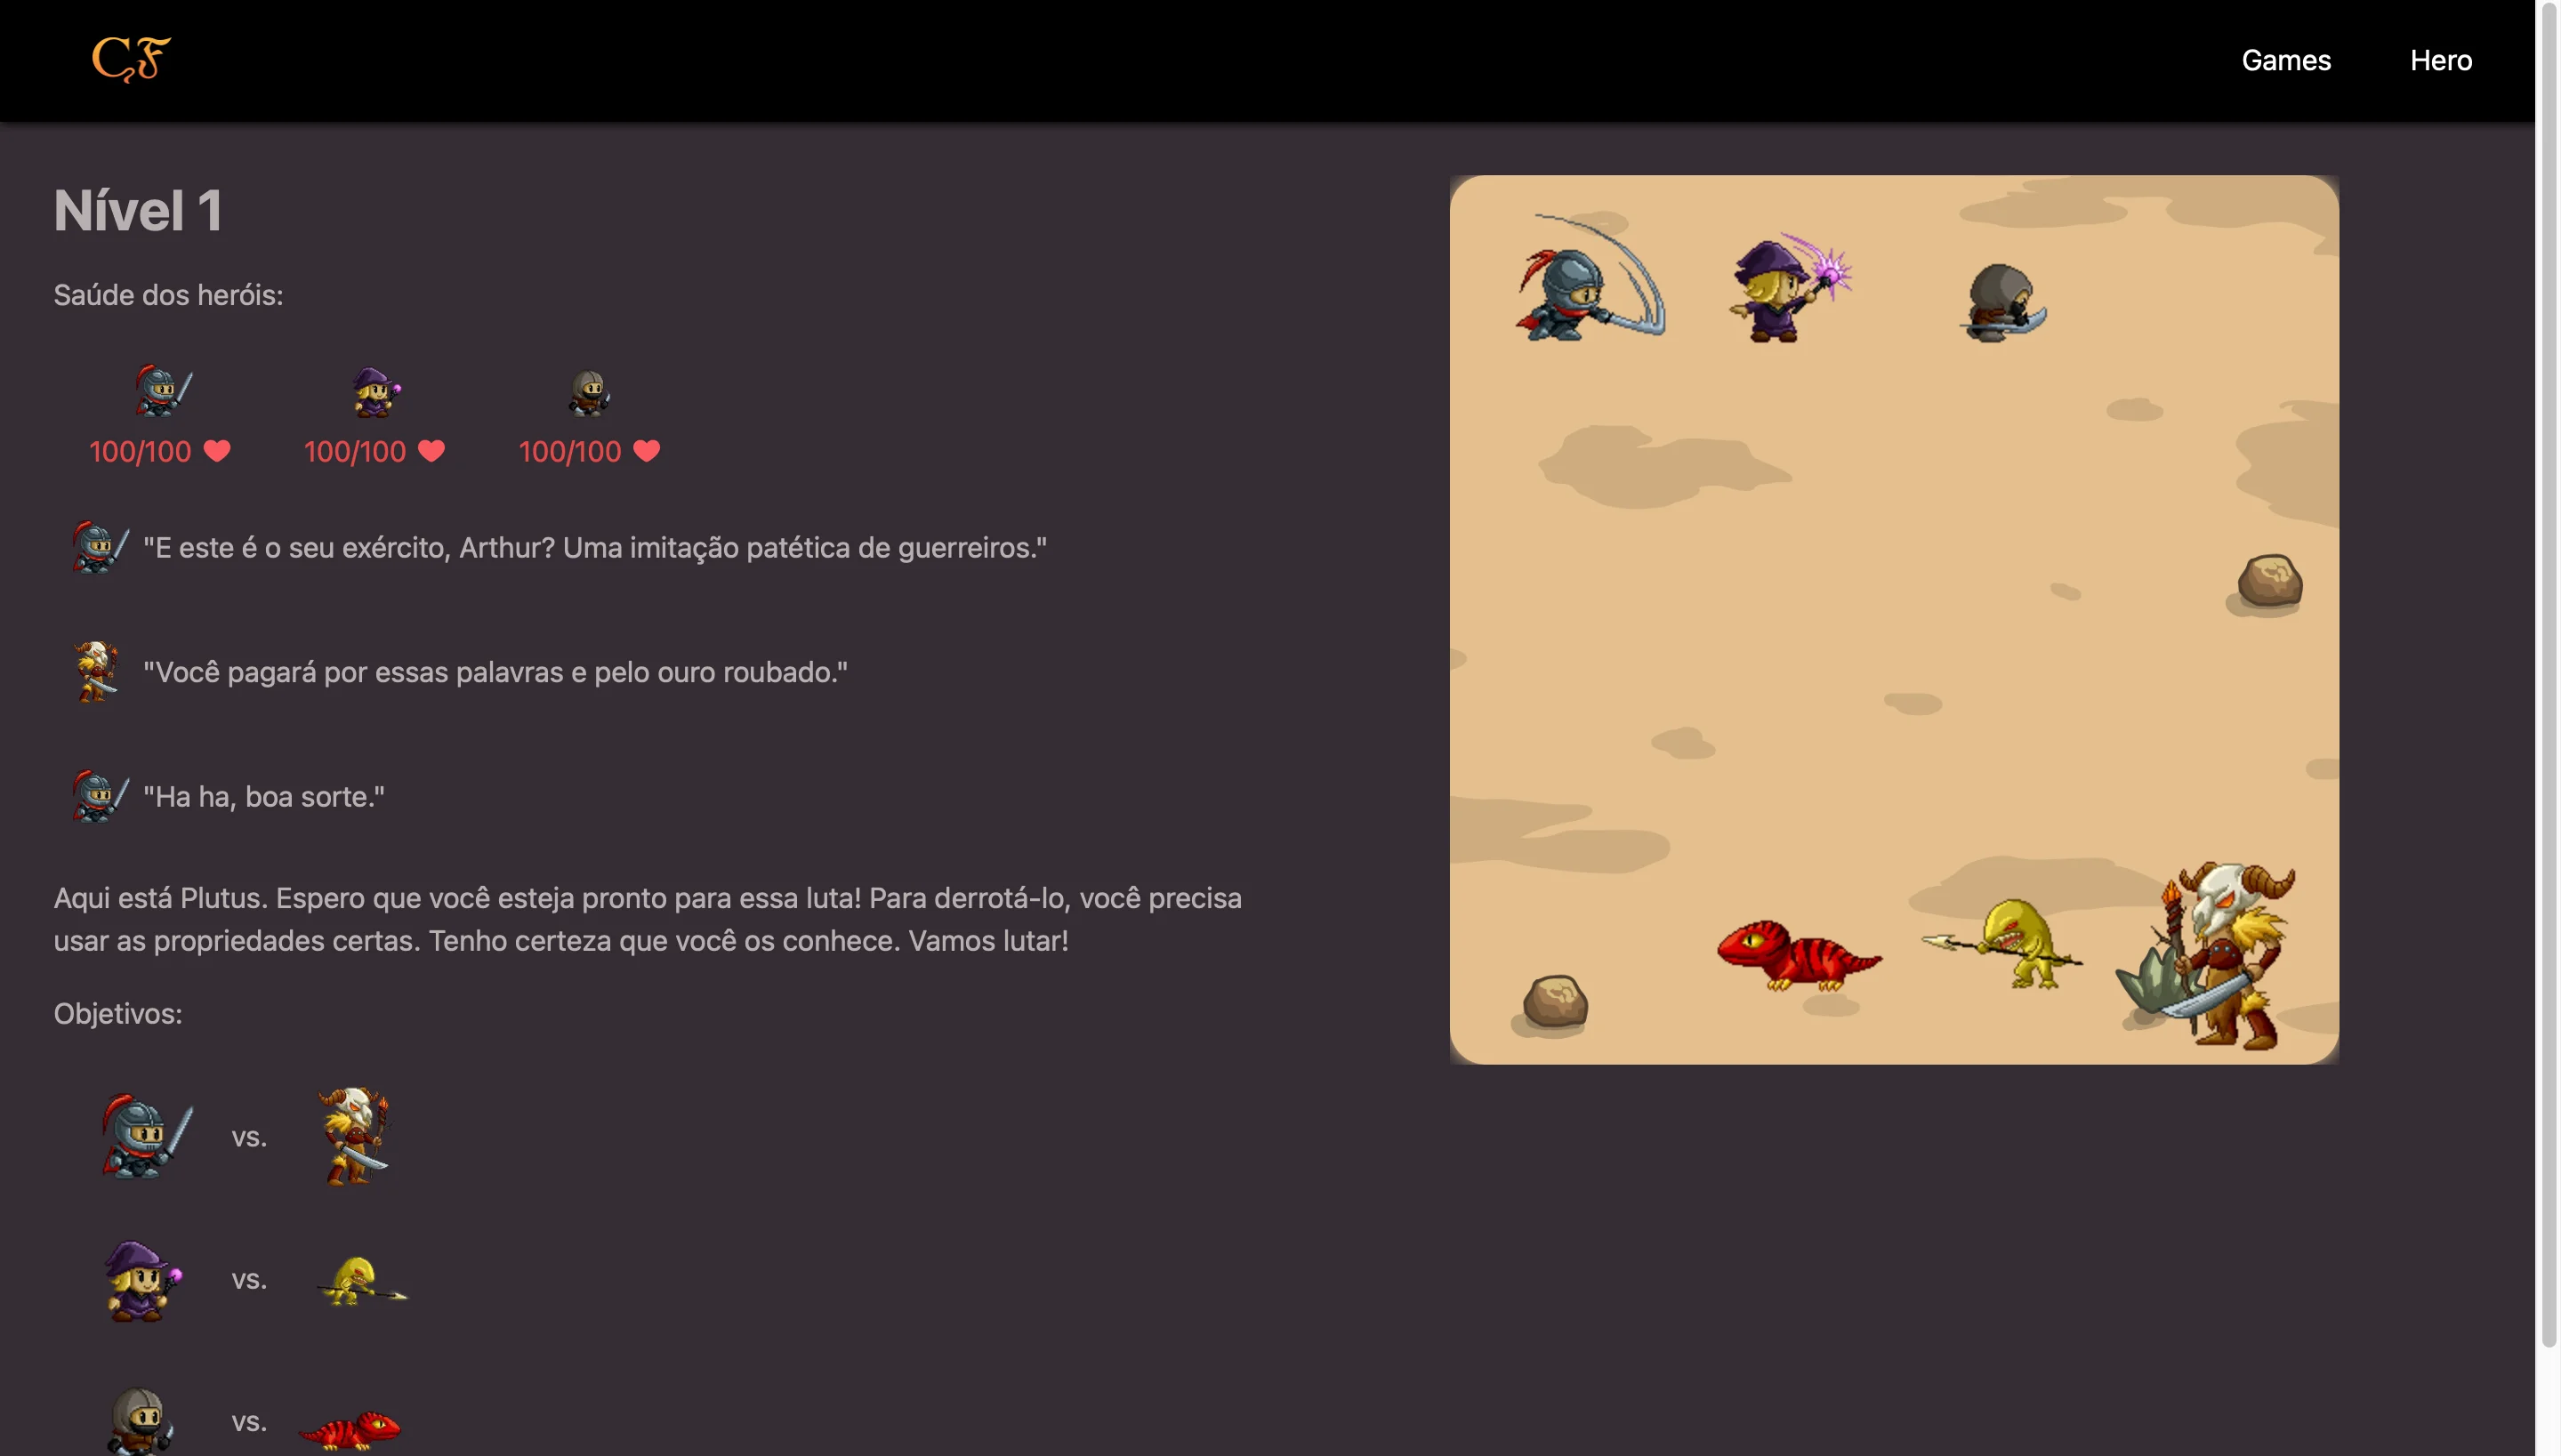 CF
Games
Hero
Nível 1
Saúde dos heróis:
100/100
100/100
100/100
"E este é o seu exército, Arthur? Uma imitação patética de guerreiros."
"Você pagará por essas palavras e pelo ouro roubado."
"Ha ha, boa sorte."
Aqui está Plutus. Espero que você esteja pronto para essa luta! Para derrotá-lo, você precisa
usar as propriedades certas. Tenho certeza que você os conhece. Vamos lutar!
Objetivos:
vs.
vs.
vs.